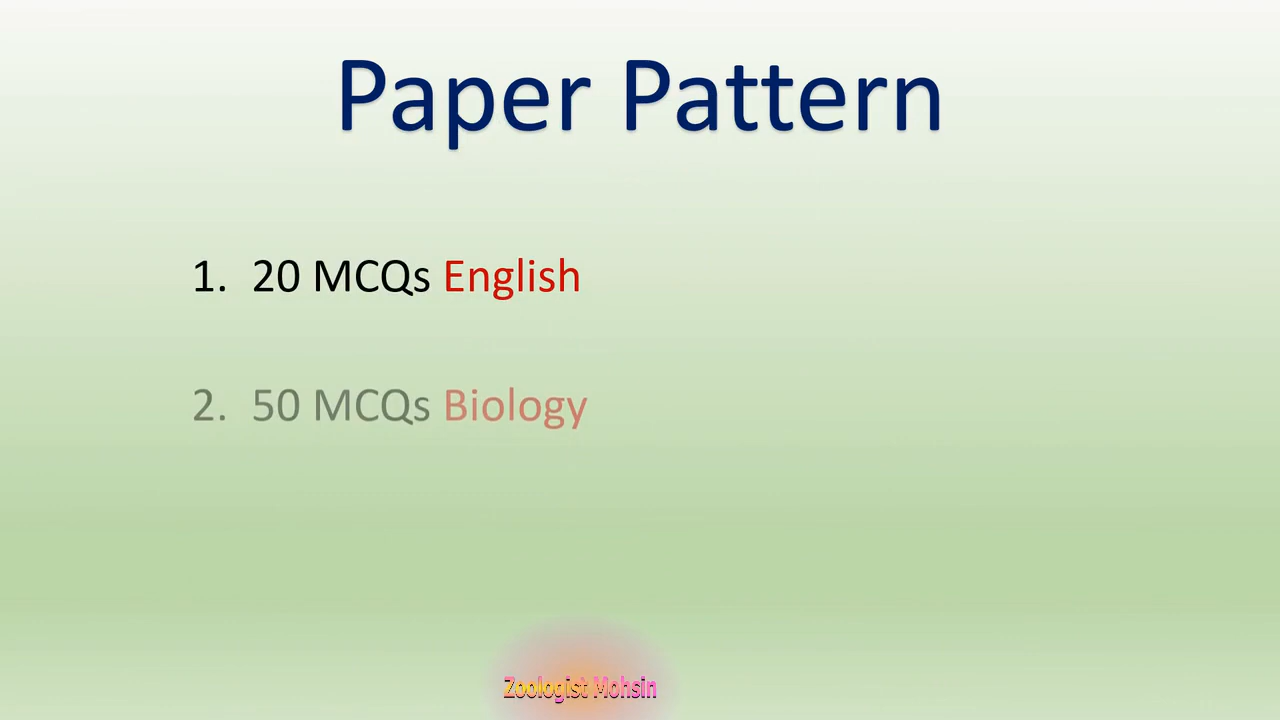 Paper Pattern
1. 20 MCQs English
2. 50 MCQs Biology
Zoologist Mohsin